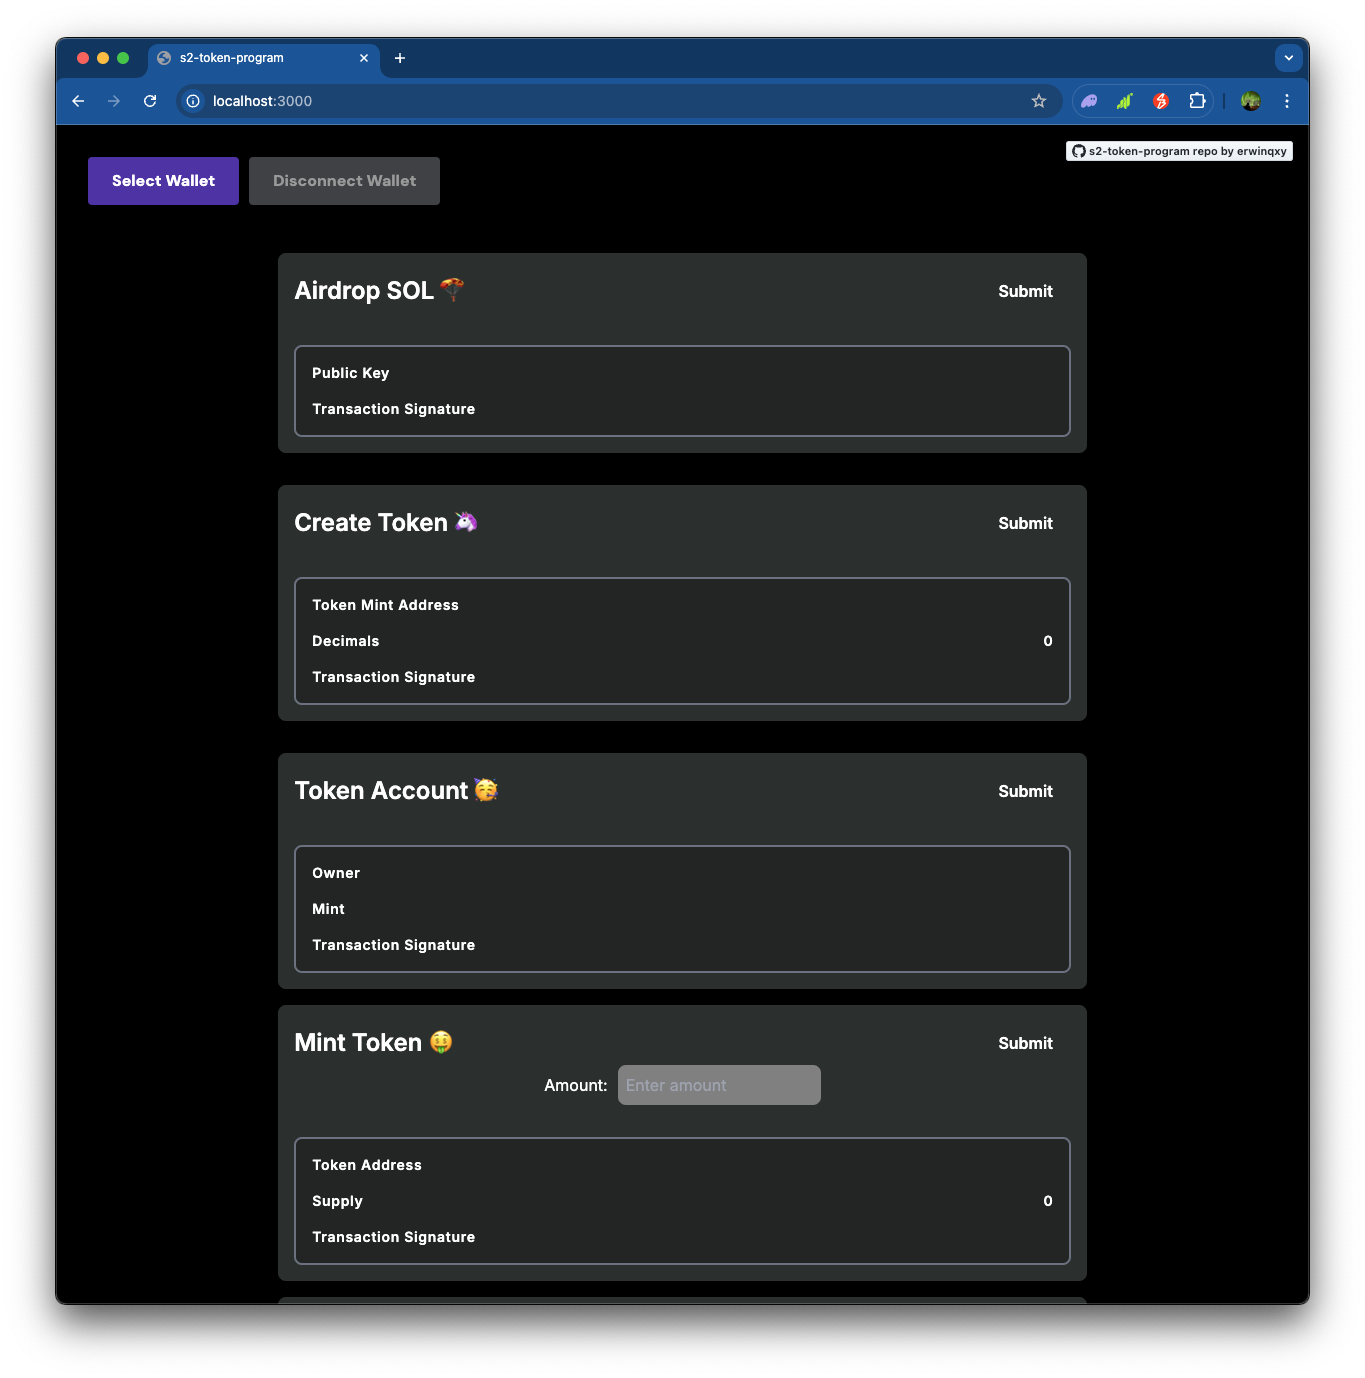 s2-token-program
localhost:3000
s2-token-program repo by erwinqxy
Select Wallet
Disconnect Wallet
Airdrop SOL
Submit
Public Key
Transaction Signature
Create Token
Submit
Token Mint Address
Decimals 0
Transaction Signature
Token Account
Submit
Owner
Mint
Transaction Signature
Mint Token
Submit
Amount: Enter amount
Token Address
Supply 0
Transaction Signature